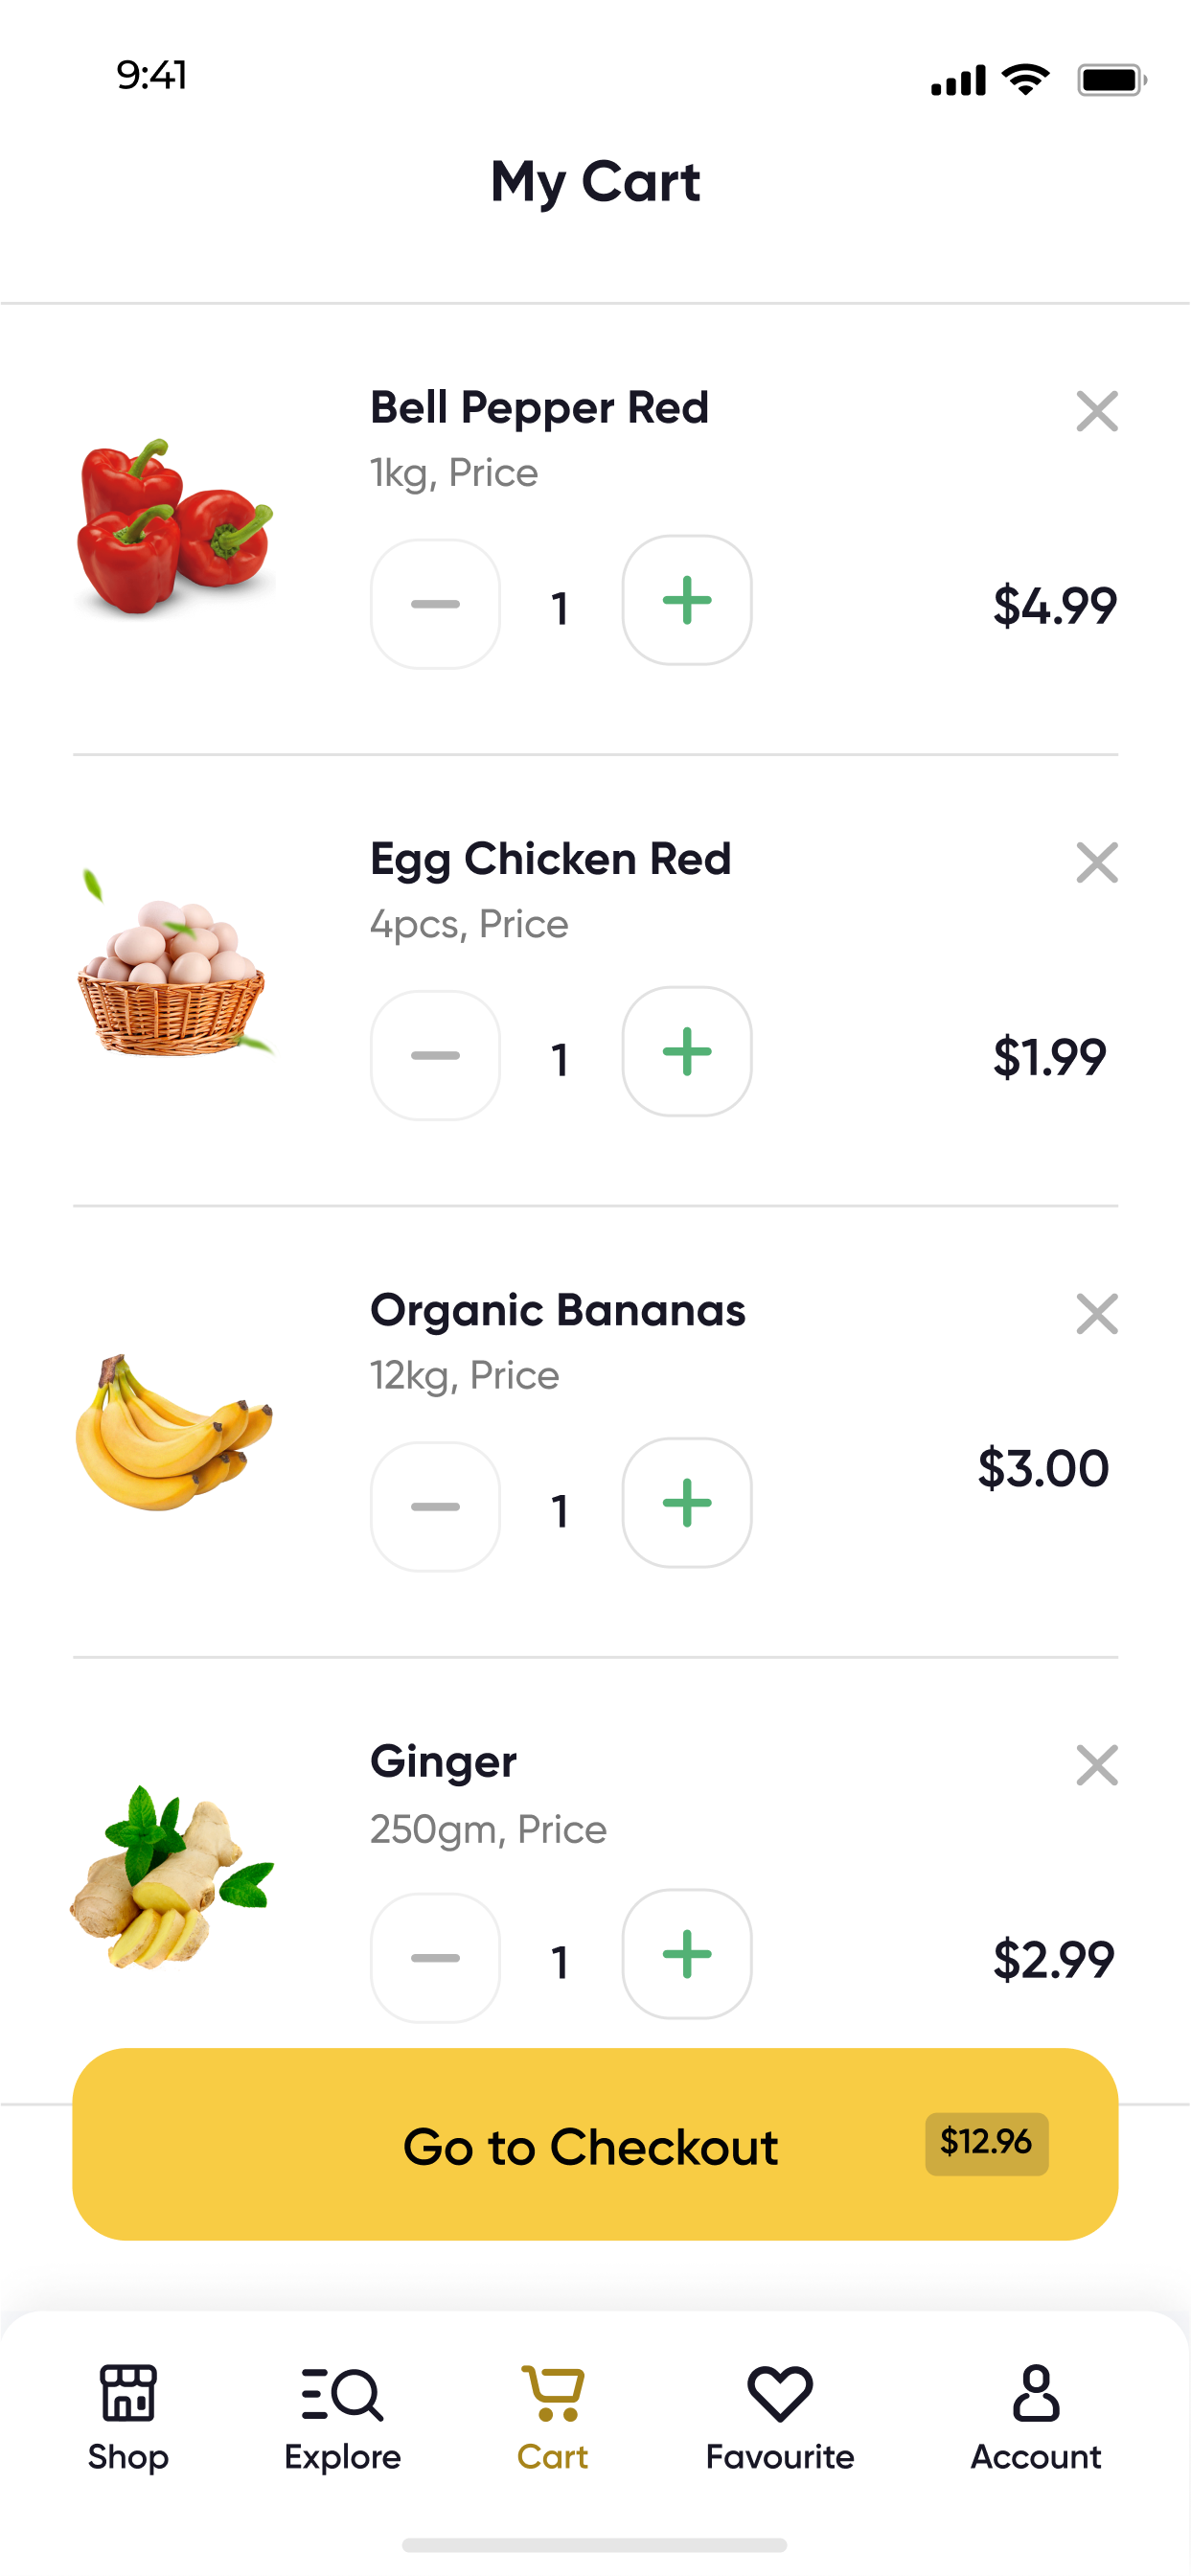 9:41
My Cart
Bell Pepper Red
1kg, Price
1
$4.99
Egg Chicken Red
4pcs, Price
1
$1.99
Organic Bananas
12kg, Price
1
$3.00
Ginger
250gm, Price
1
$2.99
Go to Checkout $12.96
Shop Explore Cart Favourite Account